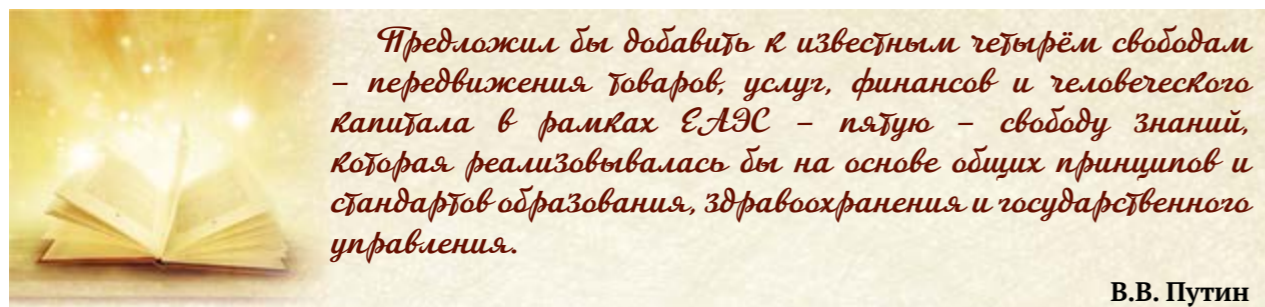 Предложил бы добавить к известным четырём свободам
– передвижения товаров, услуг, финансов и человеческого
капитала в рамках ЕАЭС – пятую – свободу знаний,
которая реализовывалась бы на основе общих принципов и
стандартов образования, здравоохранения и государственного
управления.
В.В. Путин